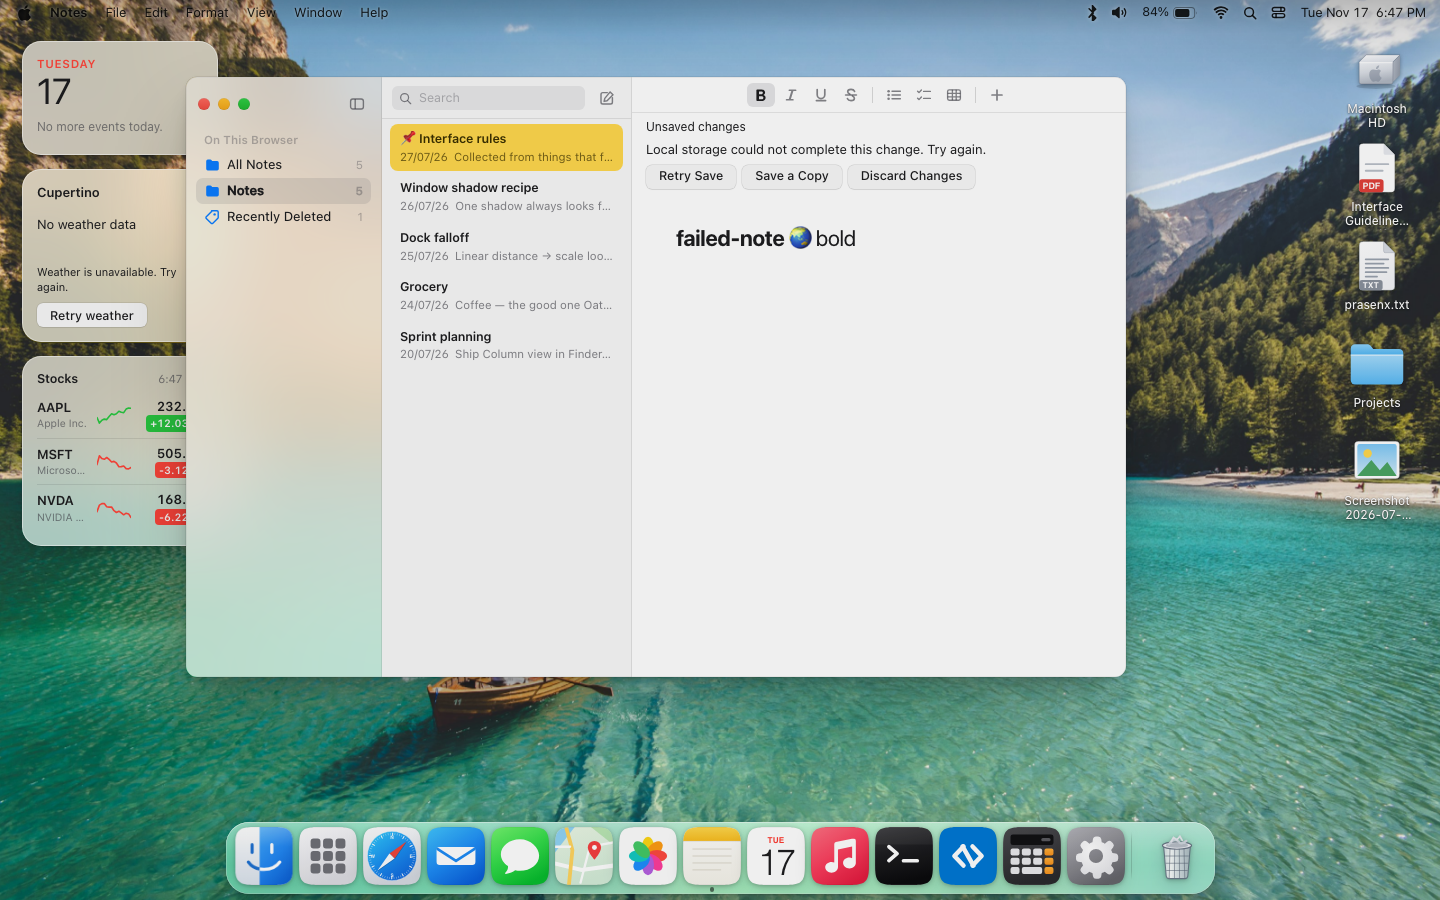 Notes File Edit Format View Window Help
84% Tue Nov 17 6:47 PM
TUESDAY
17
No more events today.
Cupertino
No weather data
Weather is unavailable. Try
again.
Retry weather
Stocks 6:47
AAPL 232.
Apple Inc. +12.03
MSFT 505.
Microso... -3.12
NVDA 168.
NVIDIA ... -6.22
On This Browser
All Notes 5
Notes 5
Recently Deleted 1
Search
Interface rules
27/07/26 Collected from things that f...
Window shadow recipe
26/07/26 One shadow always looks f...
Dock falloff
25/07/26 Linear distance → scale loo...
Grocery
24/07/26 Coffee — the good one Oat...
Sprint planning
20/07/26 Ship Column view in Finder...
B I U S
Unsaved changes
Local storage could not complete this change. Try again.
Retry Save Save a Copy Discard Changes
failed-note 🌏 bold
Macintosh
HD
PDF
Interface
Guideline...
TXT
prasenx.txt
Projects
Screenshot
2026-07-...
TUE
17